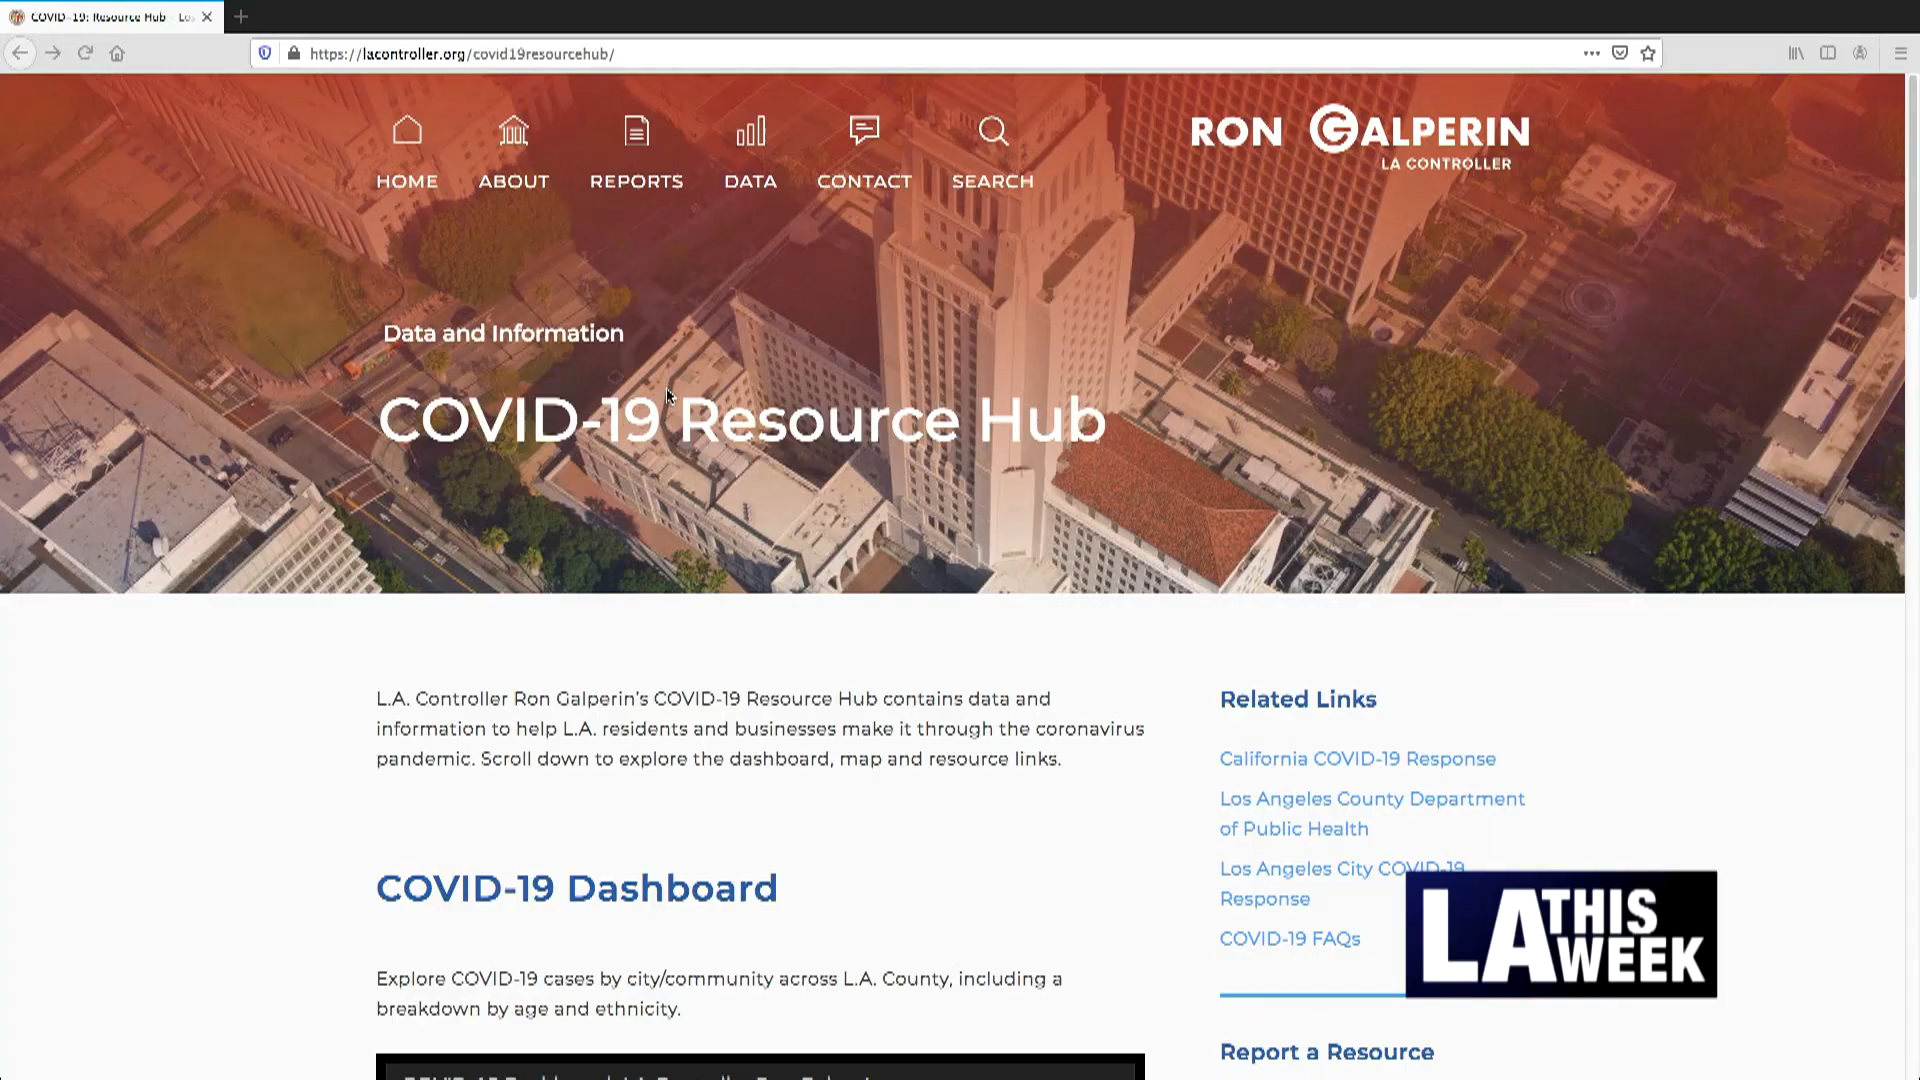 COVID-19: Resource Hub - Los
https://lacontroller.org/covid19resourcehub/
HOME ABOUT REPORTS DATA CONTACT SEARCH
RON GALPERIN
LA CONTROLLER
Data and Information
COVID-19 Resource Hub
L.A. Controller Ron Galperin's COVID-19 Resource Hub contains data and
information to help L.A. residents and businesses make it through the coronavirus
pandemic. Scroll down to explore the dashboard, map and resource links.
COVID-19 Dashboard
Explore COVID-19 cases by city/community across L.A. County, including a
breakdown by age and ethnicity.
Related Links
California COVID-19 Response
Los Angeles County Department
of Public Health
Los Angeles City COVID-19
Response
COVID-19 FAQs
Report a Resource
LA THIS
WEEK